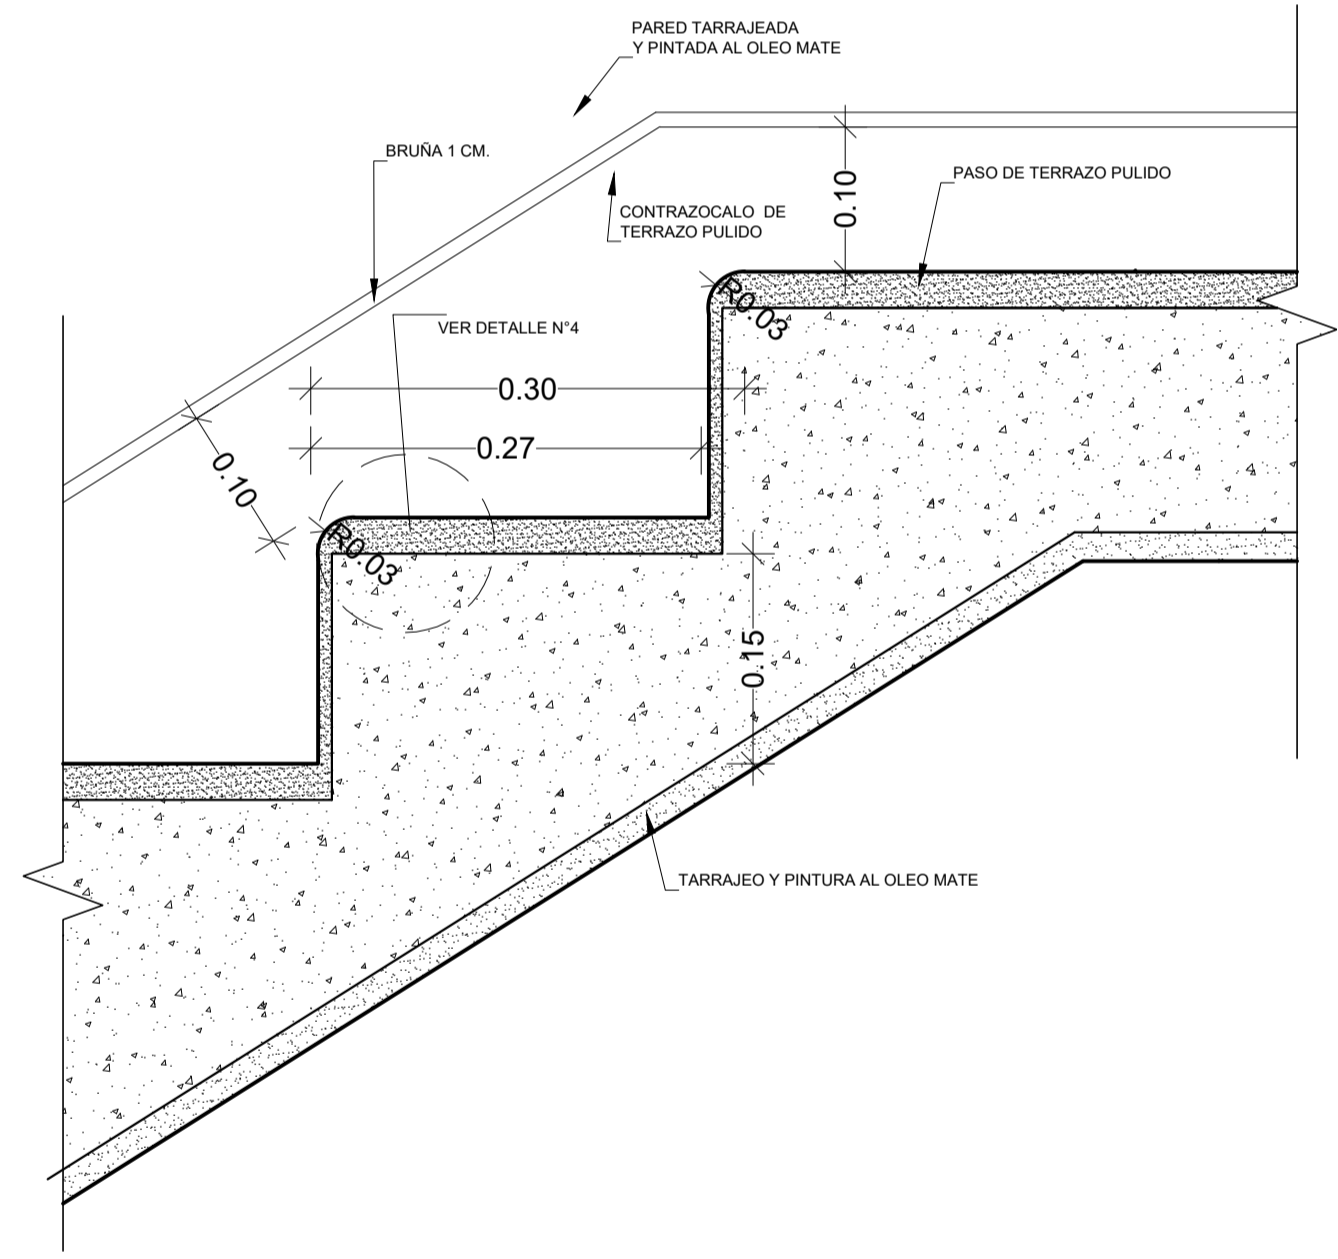 PARED TARRAJEADA
Y PINTADA AL OLEO MATE
BRUÑA 1 CM.
PASO DE TERRAZO PULIDO
0.10
CONTRAZOCALO DE
TERRAZO PULIDO
R0.03
VER DETALLE N°4
0.30
0.27
0.10
R0.03
0.15
TARRAJEO Y PINTURA AL OLEO MATE